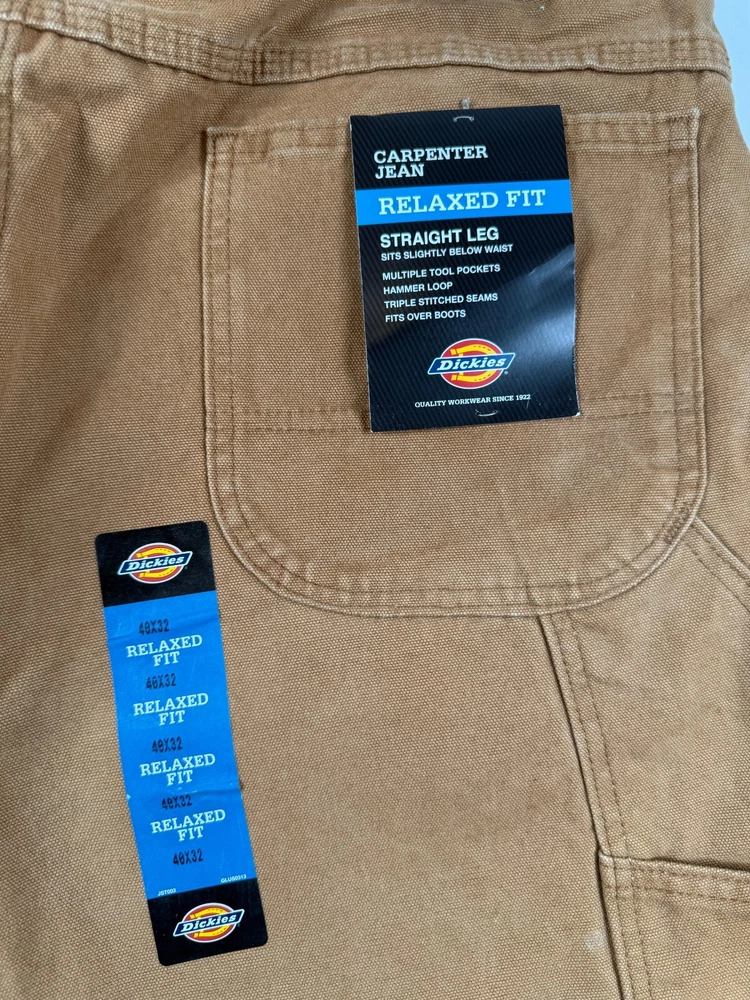 CARPENTER
JEAN
RELAXED FIT
STRAIGHT LEG
SITS SLIGHTLY BELOW WAIST
MULTIPLE TOOL POCKETS
HAMMER LOOP
TRIPLE STITCHED SEAMS
FITS OVER BOOTS
Dickies
QUALITY WORKWEAR SINCE 1922
Dickies
40X32
RELAXED
FIT
40X32
RELAXED
FIT
40X32
RELAXED
FIT
40X32
RELAXED
FIT
40X32
JST003 GLUS0313
Dickies